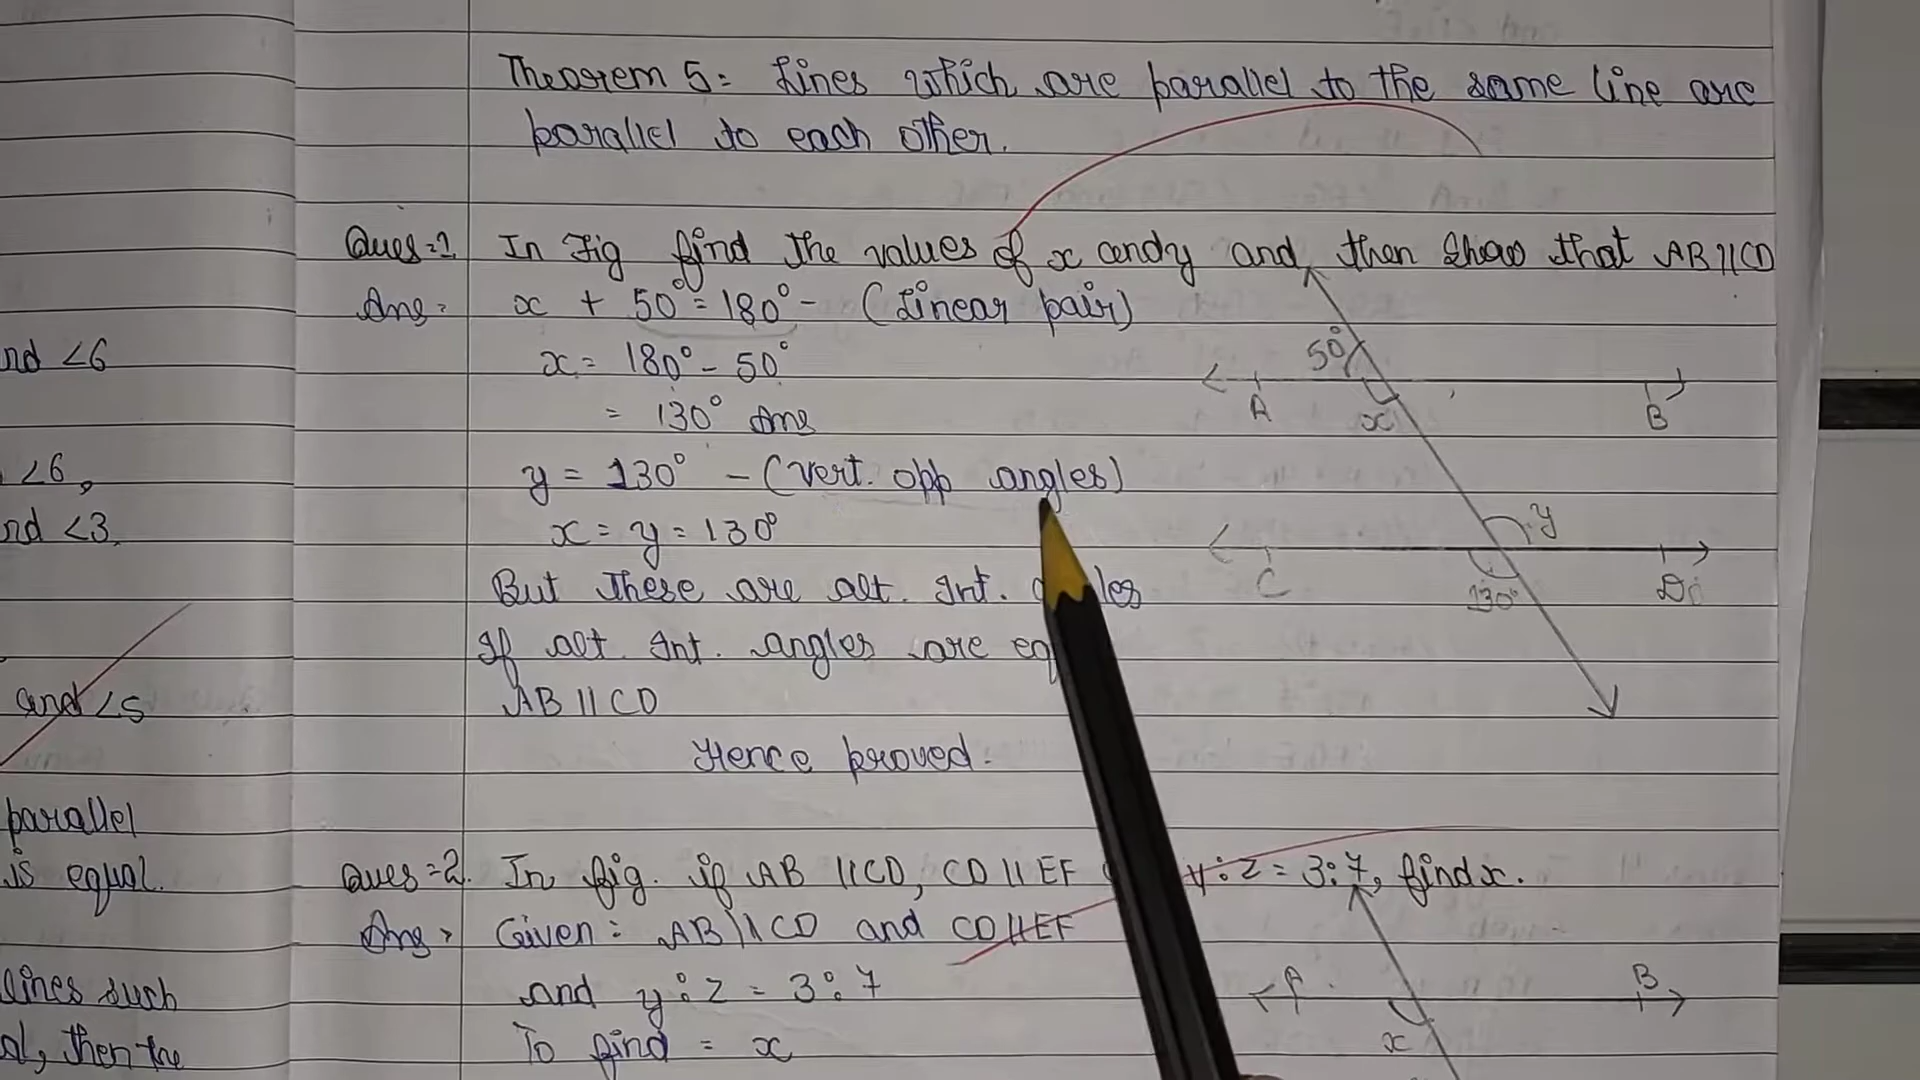 Theorem 5: Lines which are parallel to the same line are
parallel to each other.
Ques=1. In Fig find the values of x and y and then show that AB||CD
Ans= x + 50° = 180° - (Linear pair)
x = 180° - 50°
= 130° Ans
y = 130° - (vert. opp angles)
x = y = 130°
But these are alt. Int.
If alt. Int. angles are
AB || CD
Hence proved.
50°
A
x
B
y
C
130°
D
Ques=2. In fig. if AB || CD, CD || EF y:z = 3:7, find x.
Ans= Given: AB || CD and CD || EF
and y:z = 3:7
To find = x
A
B
x
nd <6
<6,
nd <3.
and <5
parallel
is equal.
lines such
then the